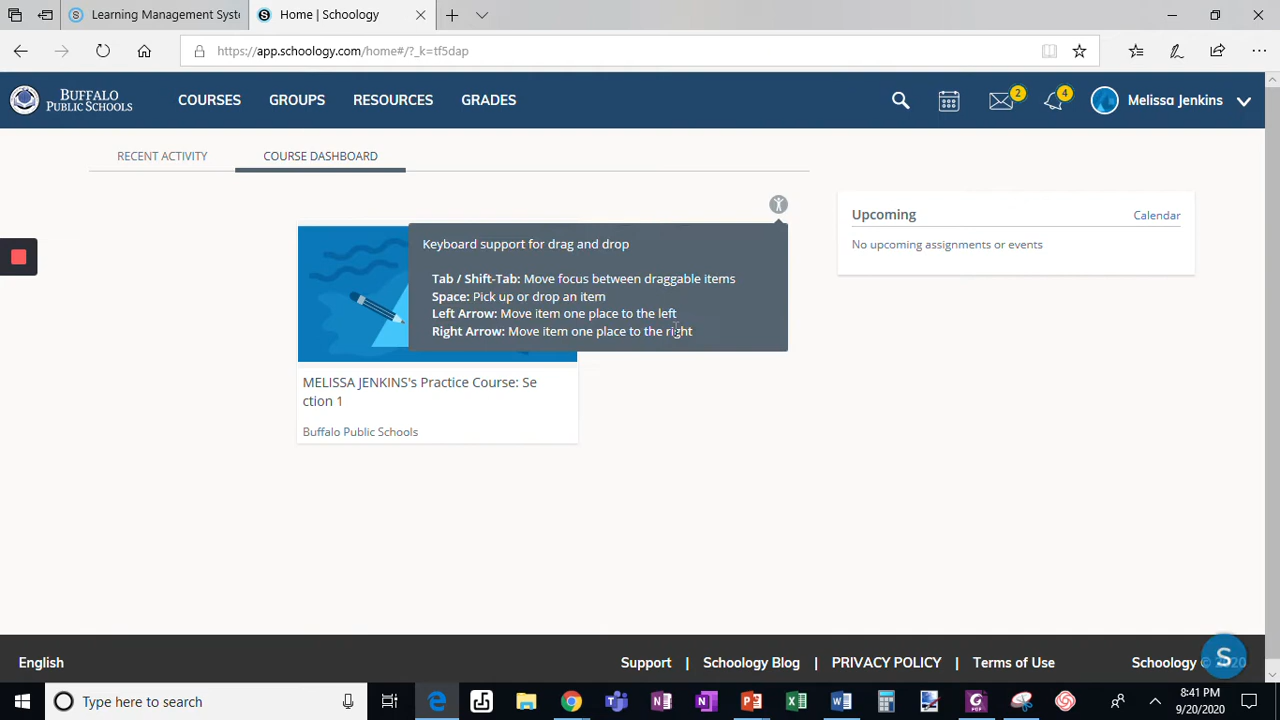 Learning Management Syste
Home | Schoology
https://app.schoology.com/home#/?_k=tf5dap
BUFFALO
PUBLIC SCHOOLS
COURSES
GROUPS
RESOURCES
GRADES
2
4
Melissa Jenkins
RECENT ACTIVITY
COURSE DASHBOARD
Keyboard support for drag and drop
Tab / Shift-Tab: Move focus between draggable items
Space: Pick up or drop an item
Left Arrow: Move item one place to the left
Right Arrow: Move item one place to the right
MELISSA JENKINS's Practice Course: Se
ction 1
Buffalo Public Schools
Upcoming
Calendar
No upcoming assignments or events
English
Support | Schoology Blog | PRIVACY POLICY | Terms of Use
Schoology © 2020
S
Type here to search
8:41 PM
9/20/2020